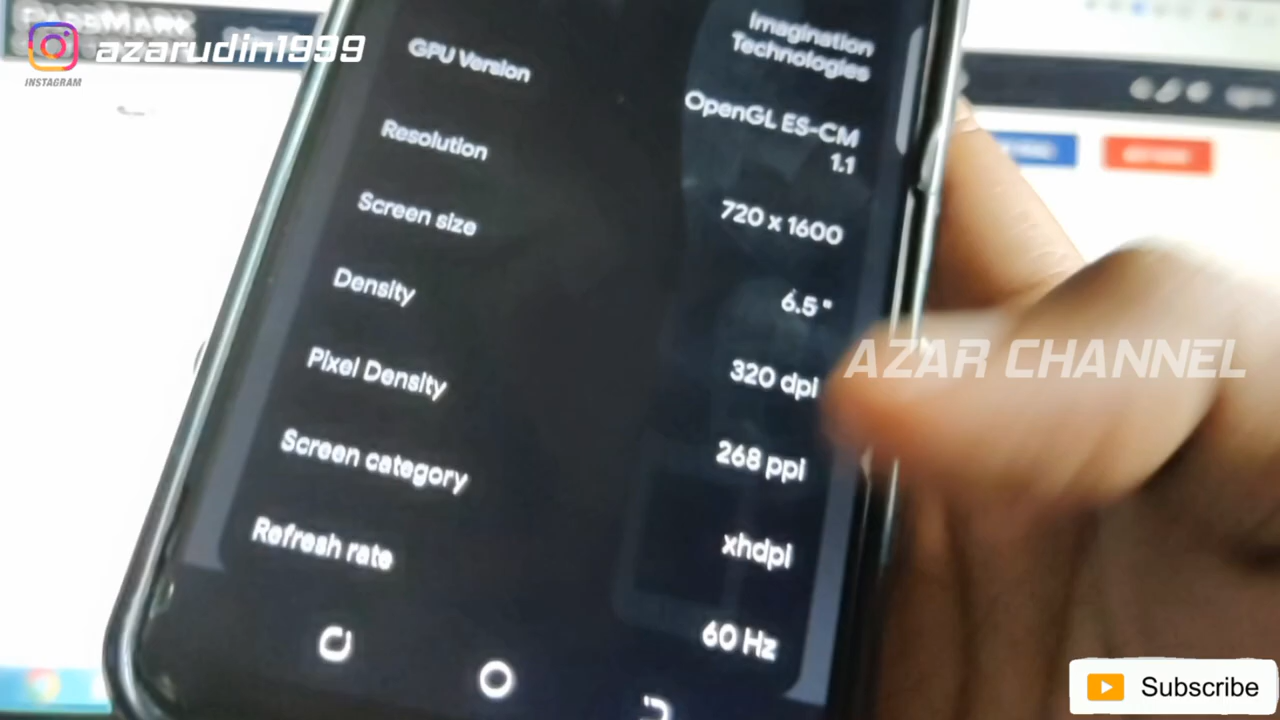 azarudin1999
INSTAGRAM
Imagination
Technologies
GPU Version
OpenGL ES-CM
1.1
Resolution
720 x 1600
Screen size
6.5 "
Density
320 dpi
Pixel Density
268 ppi
Screen category
xhdpi
Refresh rate
60 Hz
AZAR CHANNEL
Subscribe